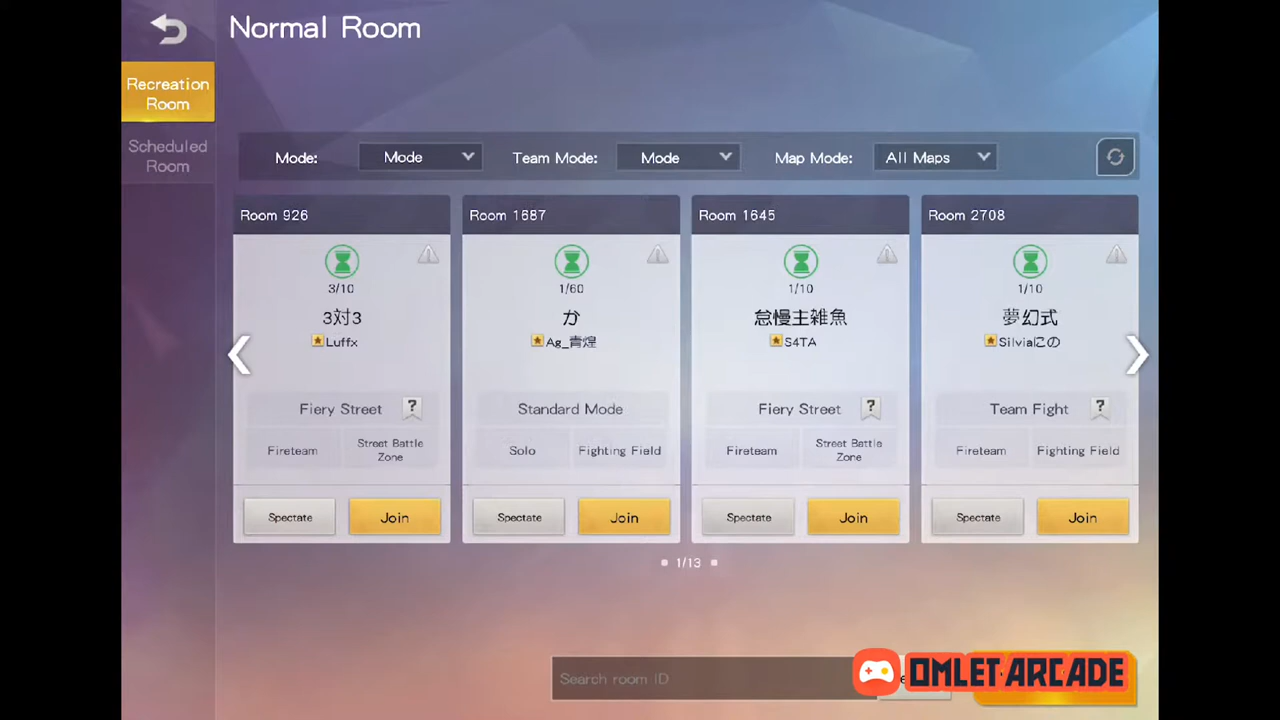 Normal Room
Recreation
Room
Scheduled
Room
Mode:
Mode
Team Mode:
Mode
Map Mode:
All Maps
Room 926
3/10
3対3
Luffx
Fiery Street
?
Fireteam
Street Battle
Zone
Spectate
Join
Room 1687
1/60
か
Ag_青煌
Standard Mode
Solo
Fighting Field
Spectate
Join
Room 1645
1/10
怠慢主雑魚
S4TA
Fiery Street
?
Fireteam
Street Battle
Zone
Spectate
Join
Room 2708
1/10
夢幻式
Silviaにの
Team Fight
?
Fireteam
Fighting Field
Spectate
Join
1/13
Search room ID
OMLET ARCADE